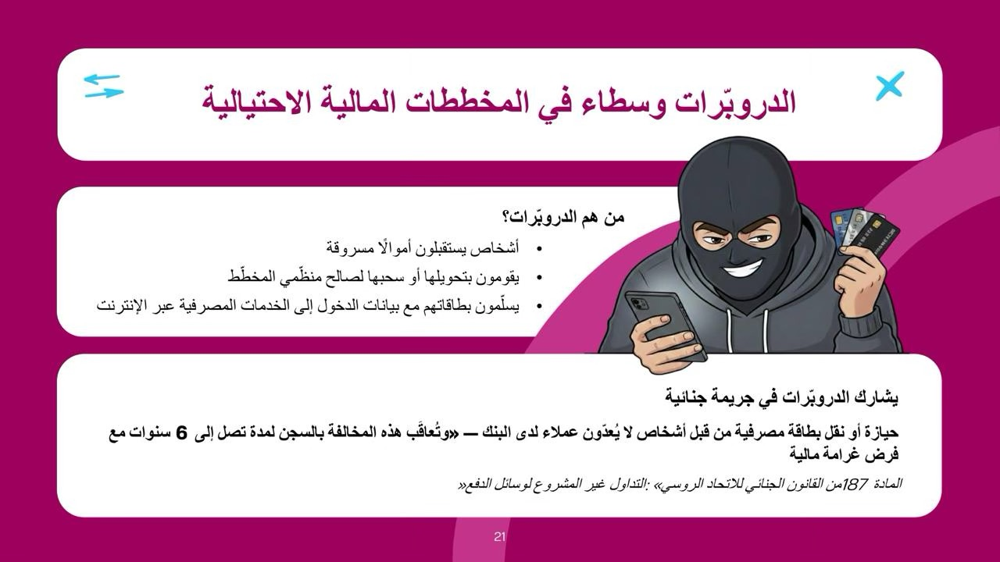 الدروبّرات وسطاء في المخططات المالية الاحتيالية
من هم الدروبّرات؟
• أشخاص يستقبلون أموالًا مسروقة
• يقومون بتحويلها أو سحبها لصالح منظّمي المخطّط
• يسلّمون بطاقاتهم مع بيانات الدخول إلى الخدمات المصرفية عبر الإنترنت
يشارك الدروبّرات في جريمة جنائية
حيازة أو نقل بطاقة مصرفية من قبل أشخاص لا يُعدّون عملاء لدى البنك — «وتُعاقَب هذه المخالفة بالسجن لمدة تصل إلى 6 سنوات مع
فرض غرامة مالية
المادة 187من القانون الجنائي للاتحاد الروسي» :التداول غير المشروع لوسائل الدفع«
21